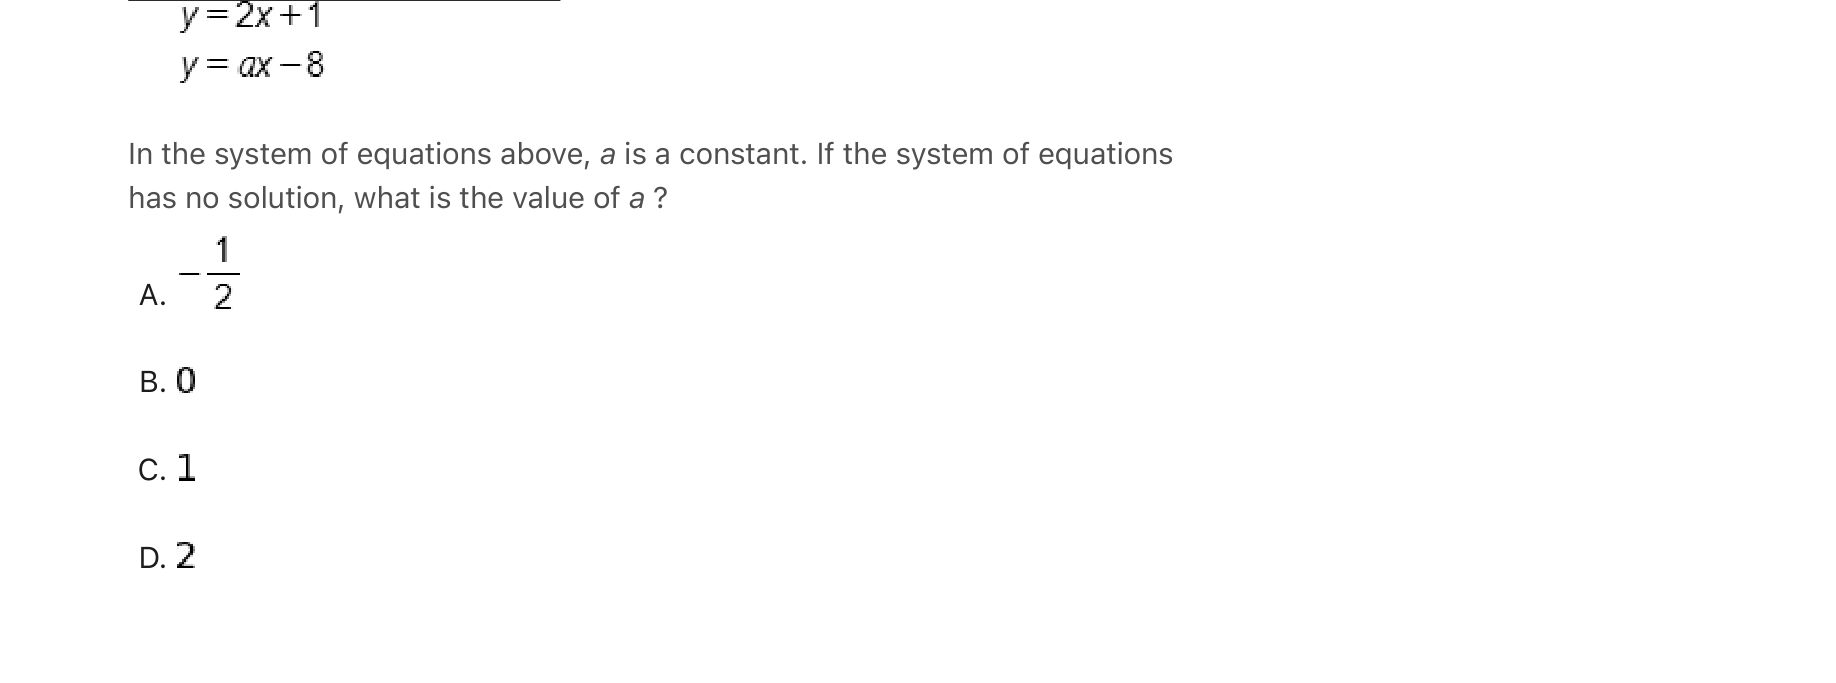 y = 2x + 1
y = ax − 8
In the system of equations above, a is a constant. If the system of equations
has no solution, what is the value of a ?
A. −1/2
B. 0
C. 1
D. 2